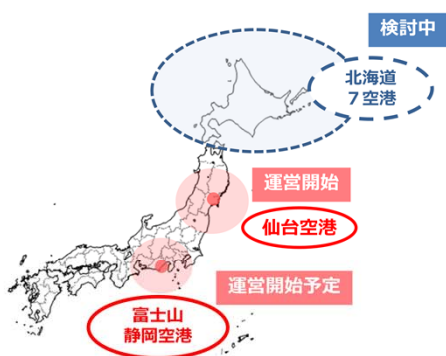 検討中
北海道
７空港
運営開始
仙台空港
運営開始予定
富士山
静岡空港